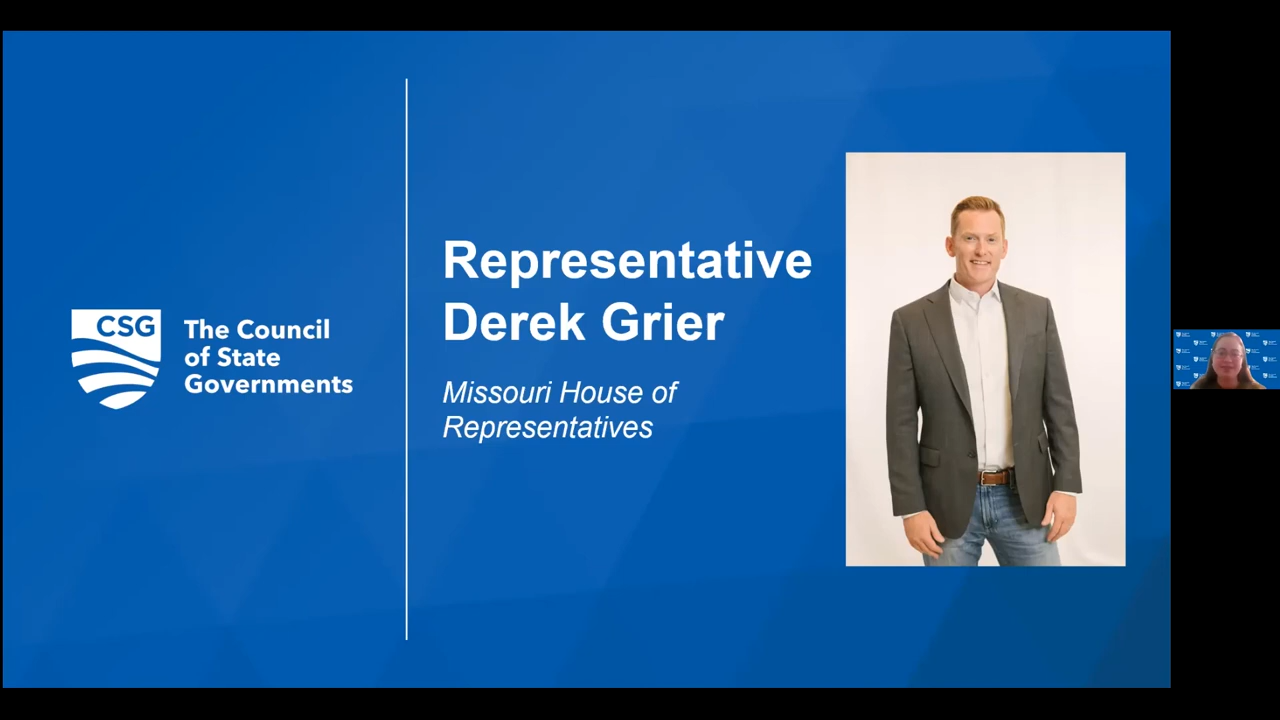 CSG
The Council
of State
Governments
Representative
Derek Grier
Missouri House of
Representatives